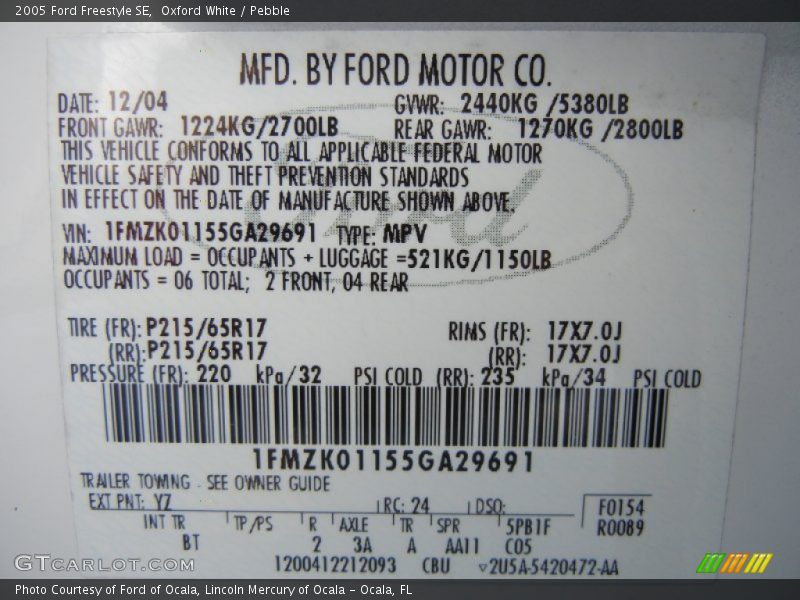 2005 Ford Freestyle SE,  Oxford White / Pebble
MFD. BY FORD MOTOR CO.
DATE: 12/04 GVWR: 2440KG /5380LB
FRONT GAWR: 1224KG/2700LB REAR GAWR: 1270KG /2800LB
THIS VEHICLE CONFORMS TO ALL APPLICABLE FEDERAL MOTOR
VEHICLE SAFETY AND THEFT PREVENTION STANDARDS
IN EFFECT ON THE DATE OF MANUFACTURE SHOWN ABOVE.
Ford
VIN: 1FMZK01155GA29691 TYPE: MPV
MAXIMUM LOAD = OCCUPANTS + LUGGAGE =521KG/1150LB
OCCUPANTS = 06 TOTAL; 2 FRONT, 04 REAR
TIRE (FR): P215/65R17 RIMS (FR): 17X7.0J
(RR): P215/65R17 (RR): 17X7.0J
PRESSURE (FR): 220 kPa/32 PSI COLD (RR): 235 kPa/34 PSI COLD
1FMZK01155GA29691
TRAILER TOWING - SEE OWNER GUIDE
EXT PNT: YZ RC: 24 DSO: F0154
INT TR TP/PS R AXLE TR SPR 5PB1F R0089
BT 2 3A A AA11 C05
1200412212093 CBU ▽2U5A-5420472-AA
GTCarLot.com
Photo Courtesy of Ford of Ocala, Lincoln Mercury of Ocala – Ocala, FL